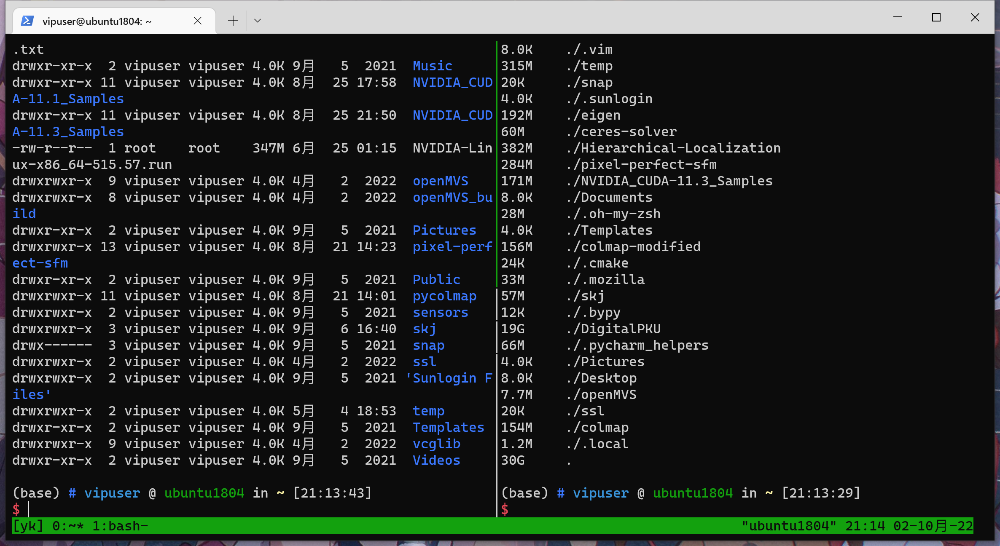 vipuser@ubuntu1804: ~
.txt
drwxr-xr-x  2 vipuser vipuser 4.0K 9月   5  2021  Music
drwxr-xr-x 11 vipuser vipuser 4.0K 8月  25 17:58  NVIDIA_CUD
A-11.1_Samples
drwxr-xr-x 11 vipuser vipuser 4.0K 8月  25 21:50  NVIDIA_CUD
A-11.3_Samples
-rw-r--r--  1 root    root    347M 6月  25 01:15  NVIDIA-Lin
ux-x86_64-515.57.run
drwxrwxr-x  9 vipuser vipuser 4.0K 4月   2  2022  openMVS
drwxrwxr-x  8 vipuser vipuser 4.0K 4月   2  2022  openMVS_bu
ild
drwxr-xr-x  2 vipuser vipuser 4.0K 9月   5  2021  Pictures
drwxrwxr-x 13 vipuser vipuser 4.0K 8月  21 14:23  pixel-perf
ect-sfm
drwxr-xr-x  2 vipuser vipuser 4.0K 9月   5  2021  Public
drwxrwxr-x 11 vipuser vipuser 4.0K 8月  21 14:01  pycolmap
drwxrwxr-x  2 vipuser vipuser 4.0K 9月   5  2021  sensors
drwxrwxr-x  3 vipuser vipuser 4.0K 9月   6 16:40  skj
drwx------  3 vipuser vipuser 4.0K 9月   5  2021  snap
drwxrwxr-x  2 vipuser vipuser 4.0K 4月   2  2022  ssl
drwxrwxr-x  2 vipuser vipuser 4.0K 9月   5  2021 'Sunlogin F
iles'
drwxrwxr-x  2 vipuser vipuser 4.0K 5月   4 18:53  temp
drwxr-xr-x  2 vipuser vipuser 4.0K 9月   5  2021  Templates
drwxrwxr-x  9 vipuser vipuser 4.0K 4月   2  2022  vcglib
drwxr-xr-x  2 vipuser vipuser 4.0K 9月   5  2021  Videos
(base) # vipuser @ ubuntu1804 in ~ [21:13:43]
$
8.0K    ./.vim
315M    ./temp
20K     ./snap
4.0K    ./.sunlogin
192M    ./eigen
60M     ./ceres-solver
382M    ./Hierarchical-Localization
284M    ./pixel-perfect-sfm
171M    ./NVIDIA_CUDA-11.3_Samples
8.0K    ./Documents
28M     ./.oh-my-zsh
4.0K    ./Templates
156M    ./colmap-modified
24K     ./.cmake
33M     ./.mozilla
57M     ./skj
12K     ./.bypy
19G     ./DigitalPKU
66M     ./.pycharm_helpers
4.0K    ./Pictures
8.0K    ./Desktop
7.7M    ./openMVS
20K     ./ssl
154M    ./colmap
1.2M    ./.local
30G     .
(base) # vipuser @ ubuntu1804 in ~ [21:13:29]
$
[yk] 0:~* 1:bash- "ubuntu1804" 21:14 02-10月-22